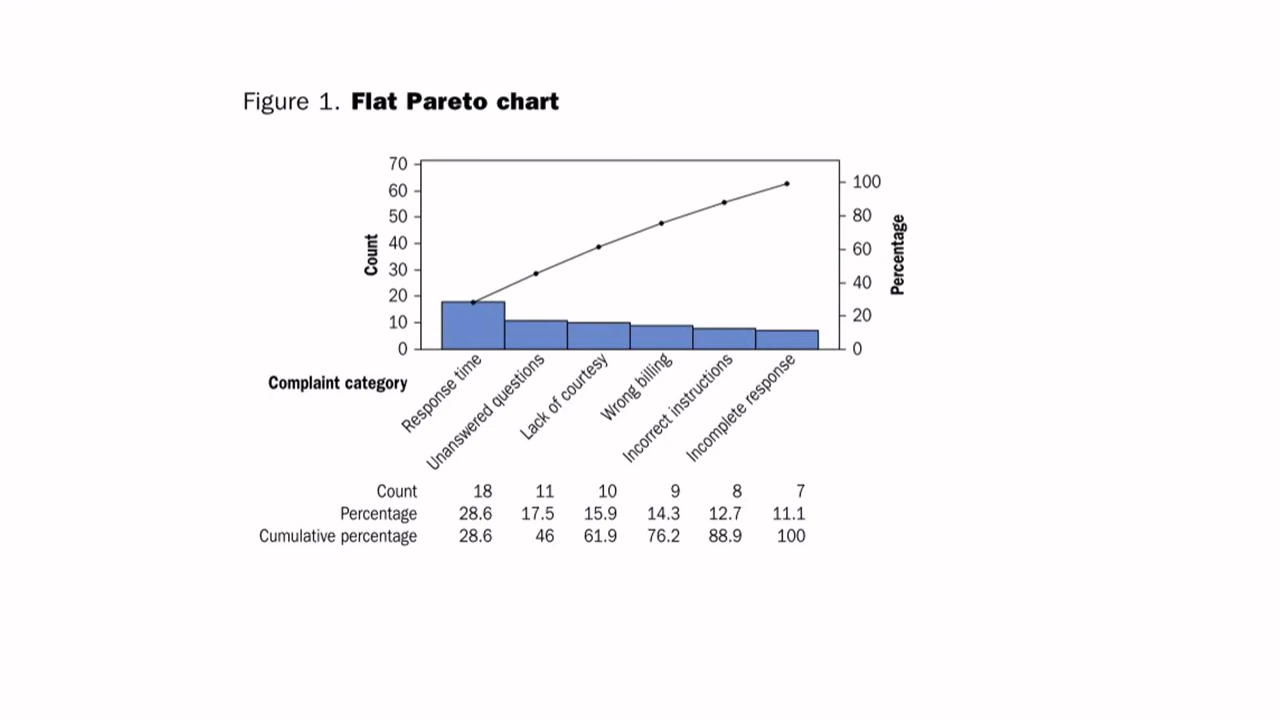 Figure 1. Flat Pareto chart
70
60
50
40
30
20
10
0
Count
100
80
60
40
20
0
Percentage
Complaint category
Response time
Unanswered questions
Lack of courtesy
Wrong billing
Incorrect instructions
Incomplete response
Count 18 11 10 9 8 7
Percentage 28.6 17.5 15.9 14.3 12.7 11.1
Cumulative percentage 28.6 46 61.9 76.2 88.9 100